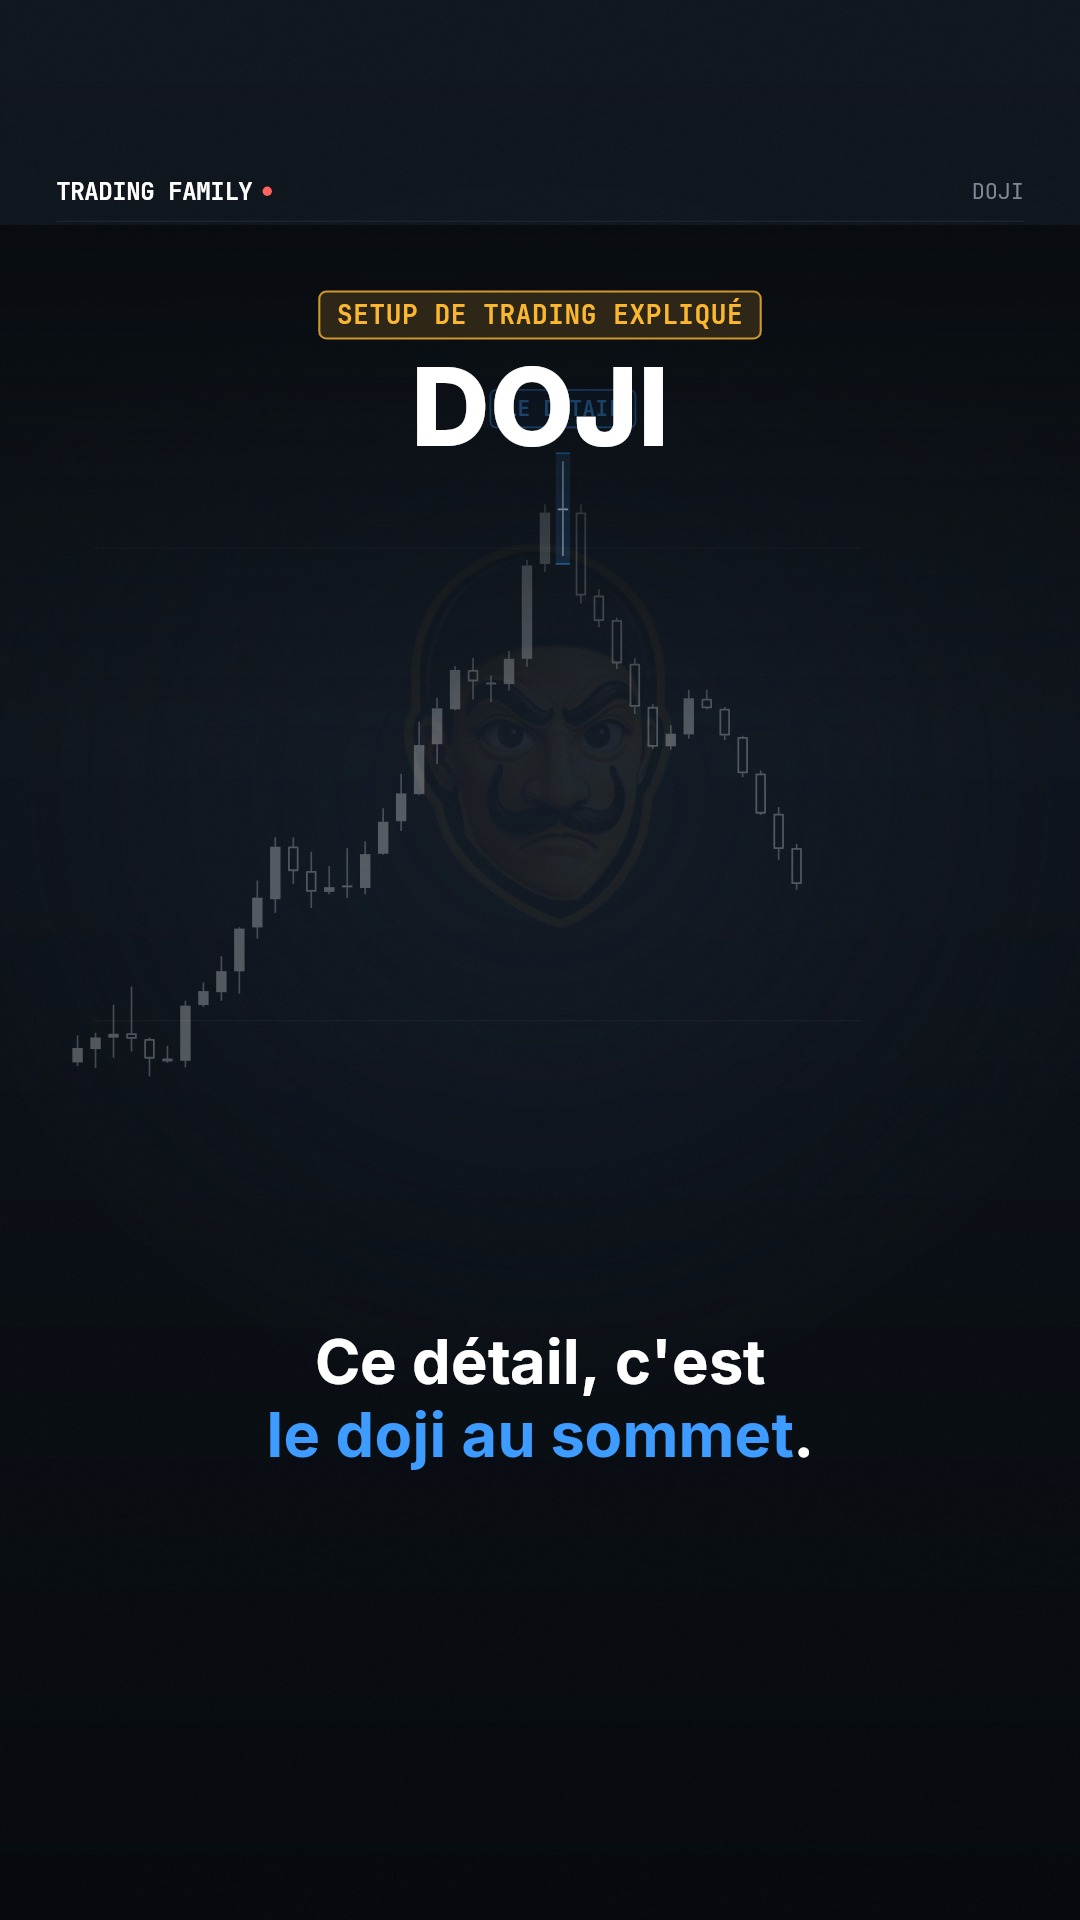 TRADING FAMILY
DOJI
SETUP DE TRADING EXPLIQUÉ
DOJI
Ce détail, c'est
le doji au sommet.